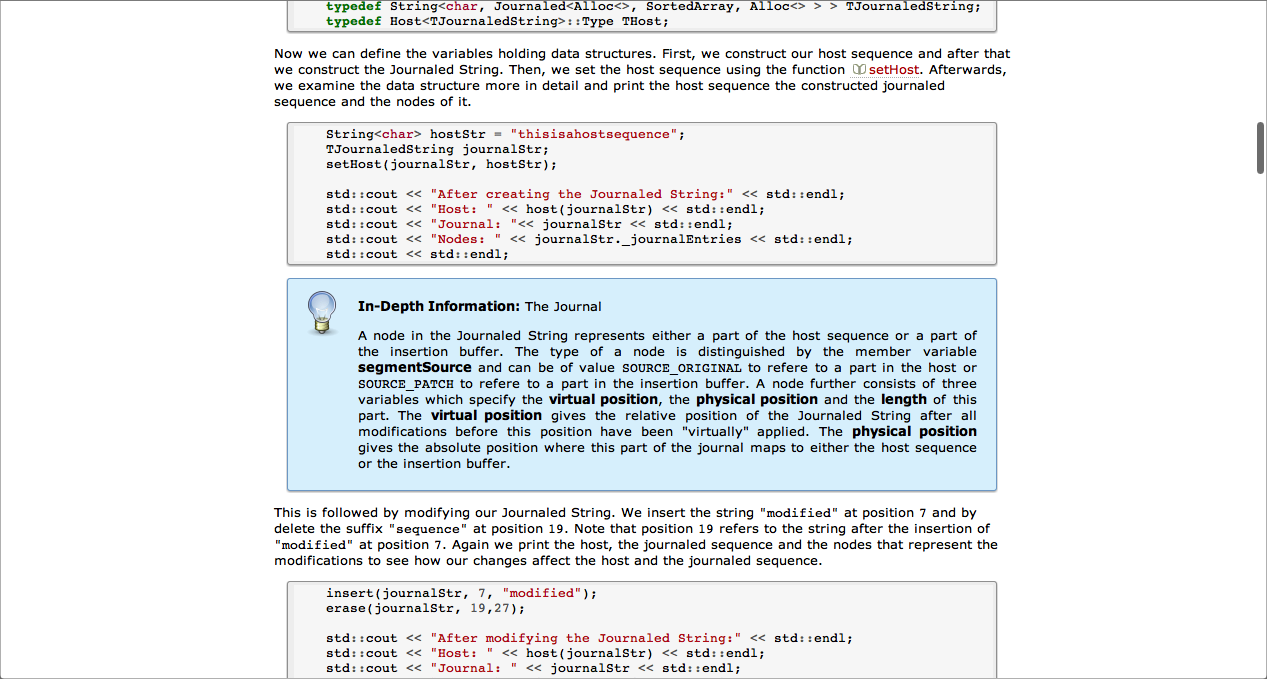 typedef String<char, Journaled<Alloc<>, SortedArray, Alloc<> > > TJournaledString;
typedef Host<TJournaledString>::Type THost;
Now we can define the variables holding data structures. First, we construct our host sequence and after that
we construct the Journaled String. Then, we set the host sequence using the function setHost. Afterwards,
we examine the data structure more in detail and print the host sequence the constructed journaled
sequence and the nodes of it.
String<char> hostStr = "thisisahostsequence";
TJournaledString journalStr;
setHost(journalStr, hostStr);
std::cout << "After creating the Journaled String:" << std::endl;
std::cout << "Host: " << host(journalStr) << std::endl;
std::cout << "Journal: "<< journalStr << std::endl;
std::cout << "Nodes: " << journalStr._journalEntries << std::endl;
std::cout << std::endl;
In-Depth Information: The Journal
A node in the Journaled String represents either a part of the host sequence or a part of
the insertion buffer. The type of a node is distinguished by the member variable
segmentSource and can be of value SOURCE_ORIGINAL to refere to a part in the host or
SOURCE_PATCH to refere to a part in the insertion buffer. A node further consists of three
variables which specify the virtual position, the physical position and the length of this
part. The virtual position gives the relative position of the Journaled String after all
modifications before this position have been "virtually" applied. The physical position
gives the absolute position where this part of the journal maps to either the host sequence
or the insertion buffer.
This is followed by modifying our Journaled String. We insert the string "modified" at position 7 and by
delete the suffix "sequence" at position 19. Note that position 19 refers to the string after the insertion of
"modified" at position 7. Again we print the host, the journaled sequence and the nodes that represent the
modifications to see how our changes affect the host and the journaled sequence.
insert(journalStr, 7, "modified");
erase(journalStr, 19,27);
std::cout << "After modifying the Journaled String:" << std::endl;
std::cout << "Host: " << host(journalStr) << std::endl;
std::cout << "Journal: " << journalStr << std::endl;